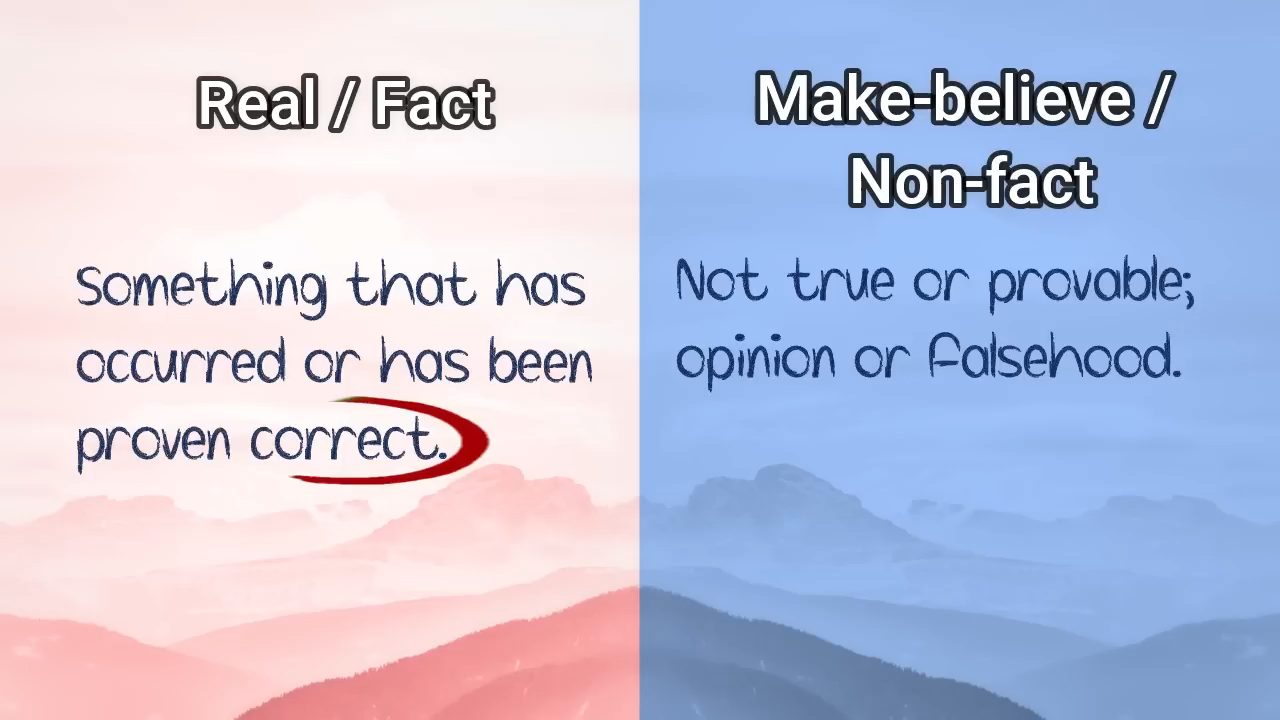 Real / Fact
Something that has
occurred or has been
proven correct.
Make-believe /
Non-fact
Not true or provable;
opinion or falsehood.